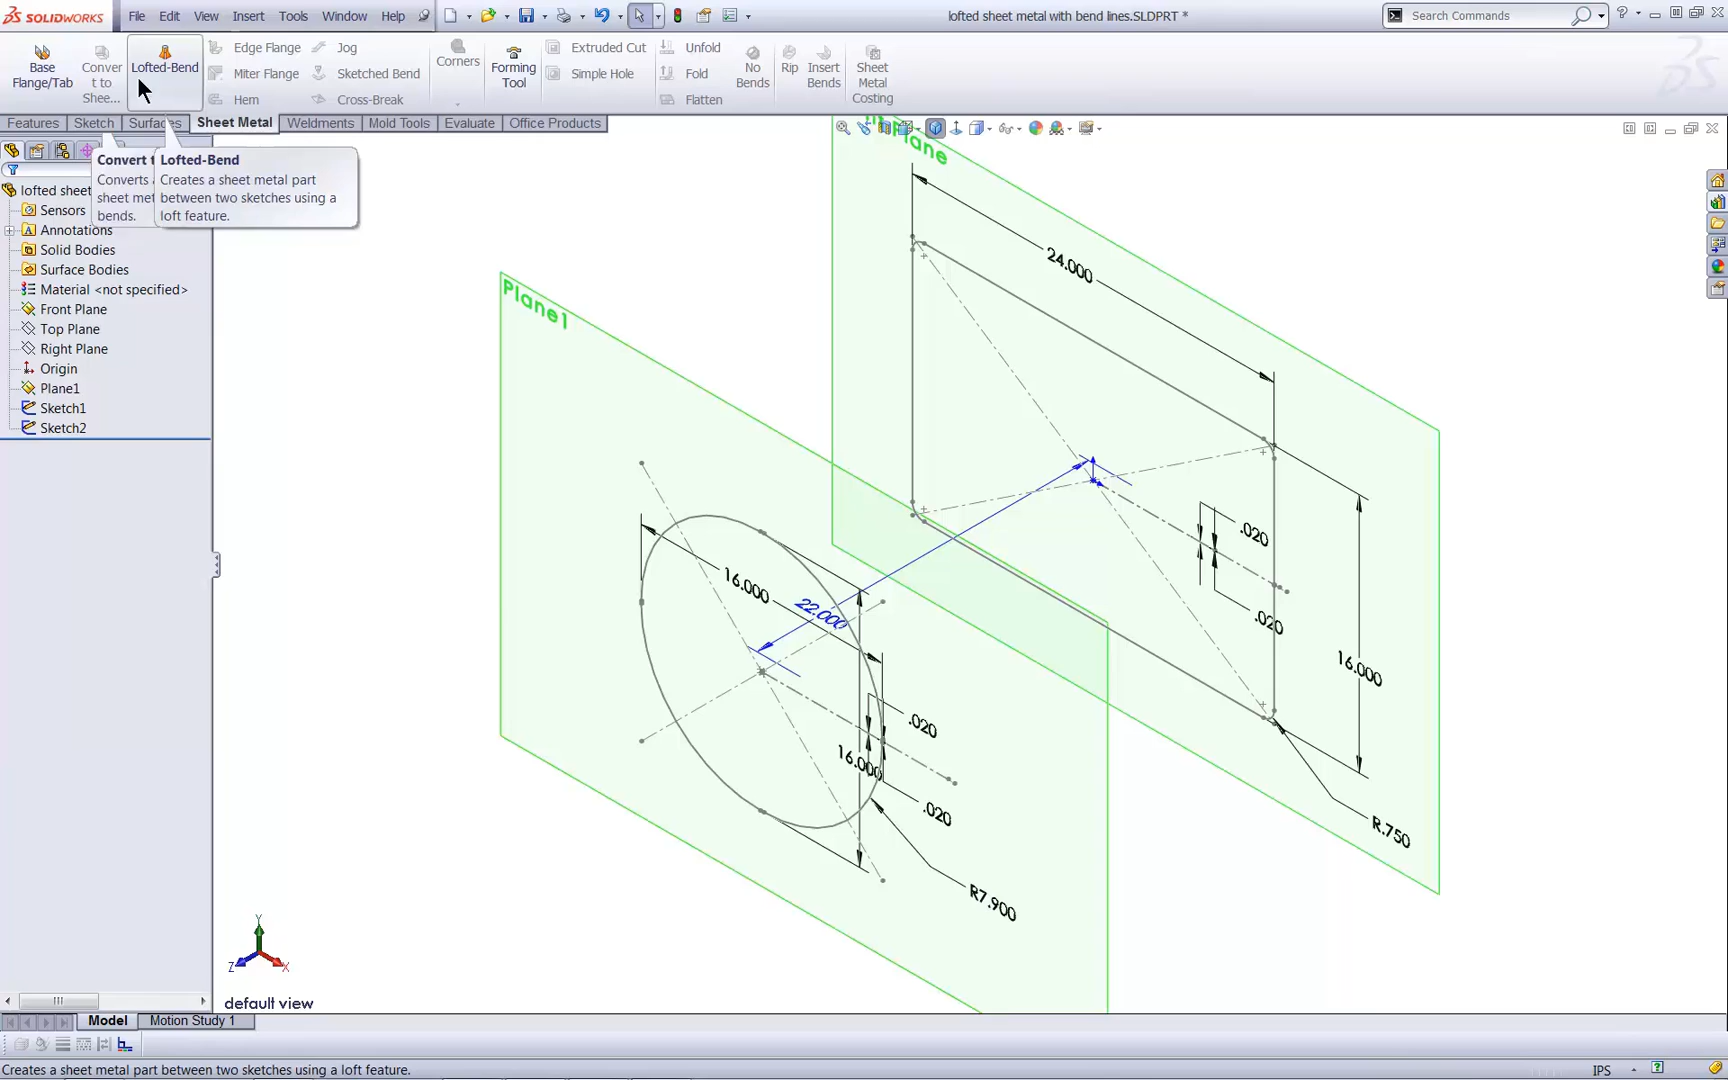 SOLIDWORKS
File Edit View Insert Tools Window Help
lofted sheet metal with bend lines.SLDPRT *
Search Commands
Base Flange/Tab
Conver t to Shee...
Lofted-Bend
Edge Flange
Miter Flange
Hem
Jog
Sketched Bend
Cross-Break
Corners
Forming Tool
Extruded Cut
Simple Hole
Unfold
Fold
Flatten
No Bends
Rip
Insert Bends
Sheet Metal Costing
Features Sketch Surfaces Sheet Metal Weldments Mold Tools Evaluate Office Products
Convert t
Converts
sheet met
bends.
Lofted-Bend
Creates a sheet metal part
between two sketches using a
loft feature.
lofted sheet
Sensors
Annotations
Solid Bodies
Surface Bodies
Material <not specified>
Front Plane
Top Plane
Right Plane
Origin
Plane1
Sketch1
Sketch2
Plane
Plane1
24.000
.020
.020
16.000
R.750
16.000
22.000
.020
16.000
.020
R7.900
Y
Z
X
default view
Model Motion Study 1
Creates a sheet metal part between two sketches using a loft feature.
IPS